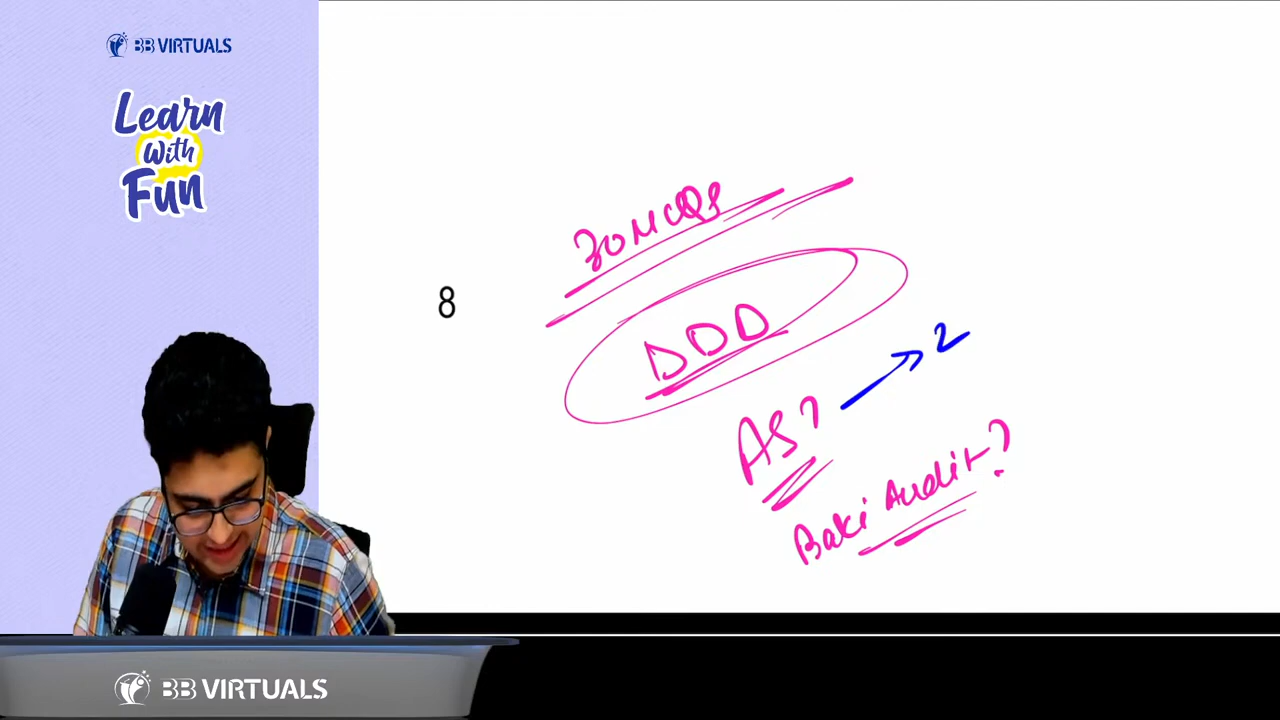 BB VIRTUALS
Learn
With
Fun
30 MCQs
8
DDD
AS? 2
Baki Audit?
BB VIRTUALS